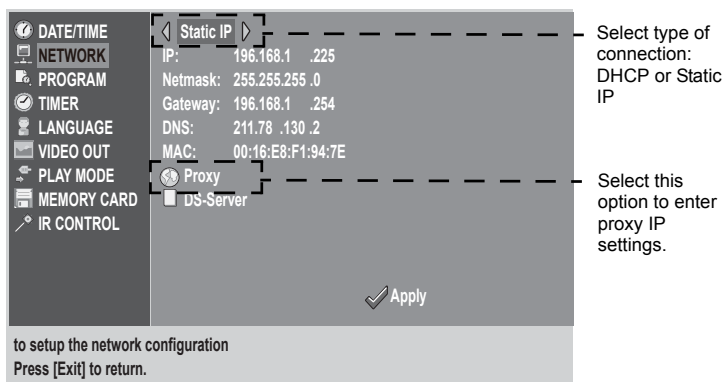 DATE/TIME
NETWORK
PROGRAM
TIMER
LANGUAGE
VIDEO OUT
PLAY MODE
MEMORY CARD
IR CONTROL
Static IP
IP: 196.168.1 .225
Netmask: 255.255.255 .0
Gateway: 196.168.1 .254
DNS: 211.78 .130 .2
MAC: 00:16:E8:F1:94:7E
Proxy
DS-Server
Apply
to setup the network configuration
Press [Exit] to return.
Select type of
connection:
DHCP or Static
IP
Select this
option to enter
proxy IP
settings.